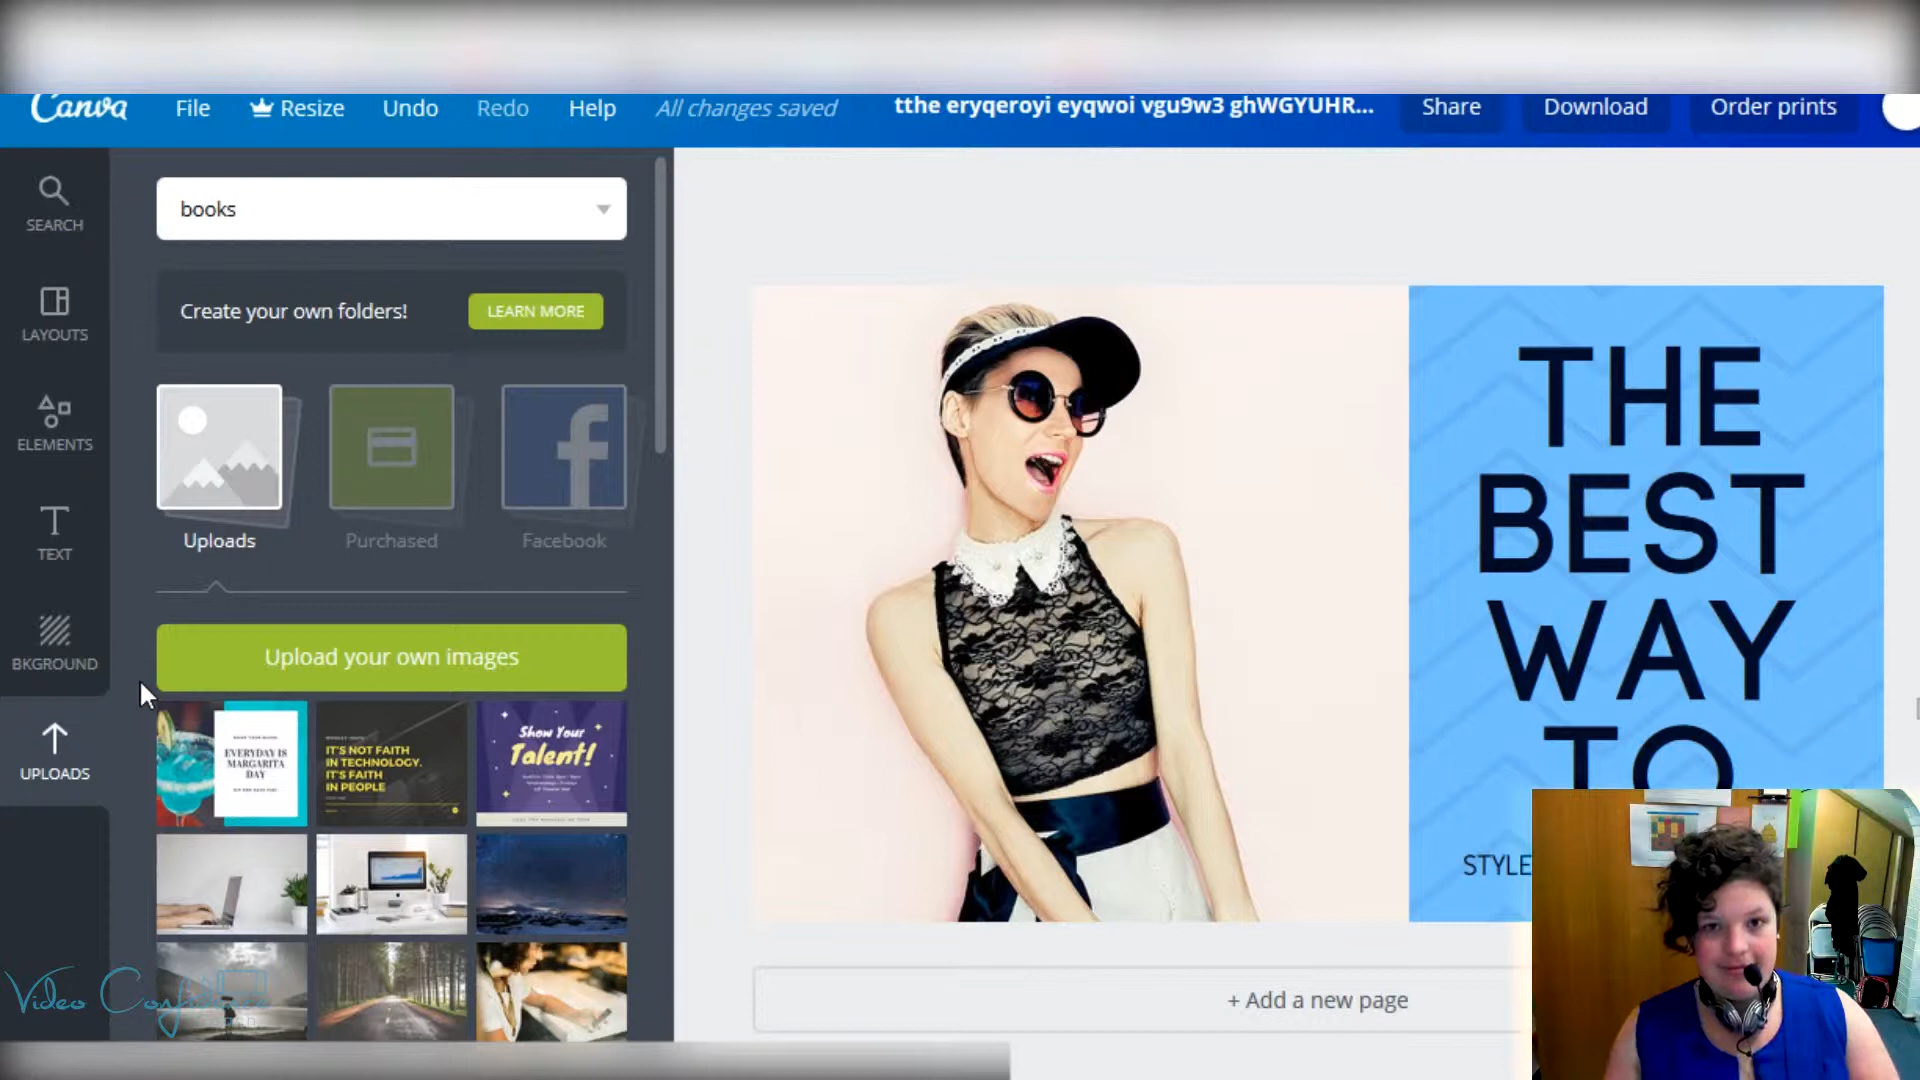 Canva
File
Resize
Undo
Redo
Help
All changes saved
tthe eryqeroyi eyqwoi vgu9w3 ghWGYUHR...
Share
Download
Order prints
SEARCH
LAYOUTS
ELEMENTS
TEXT
BKGROUND
UPLOADS
books
Create your own folders!
LEARN MORE
Uploads
Purchased
Facebook
Upload your own images
EVERYDAY IS
MARGARITA
DAY
IT'S NOT FAITH
IN TECHNOLOGY.
IT'S FAITH
IN PEOPLE
Show Your
Talent!
THE
BEST
WAY
TO
STYLE
+ Add a new page
Video